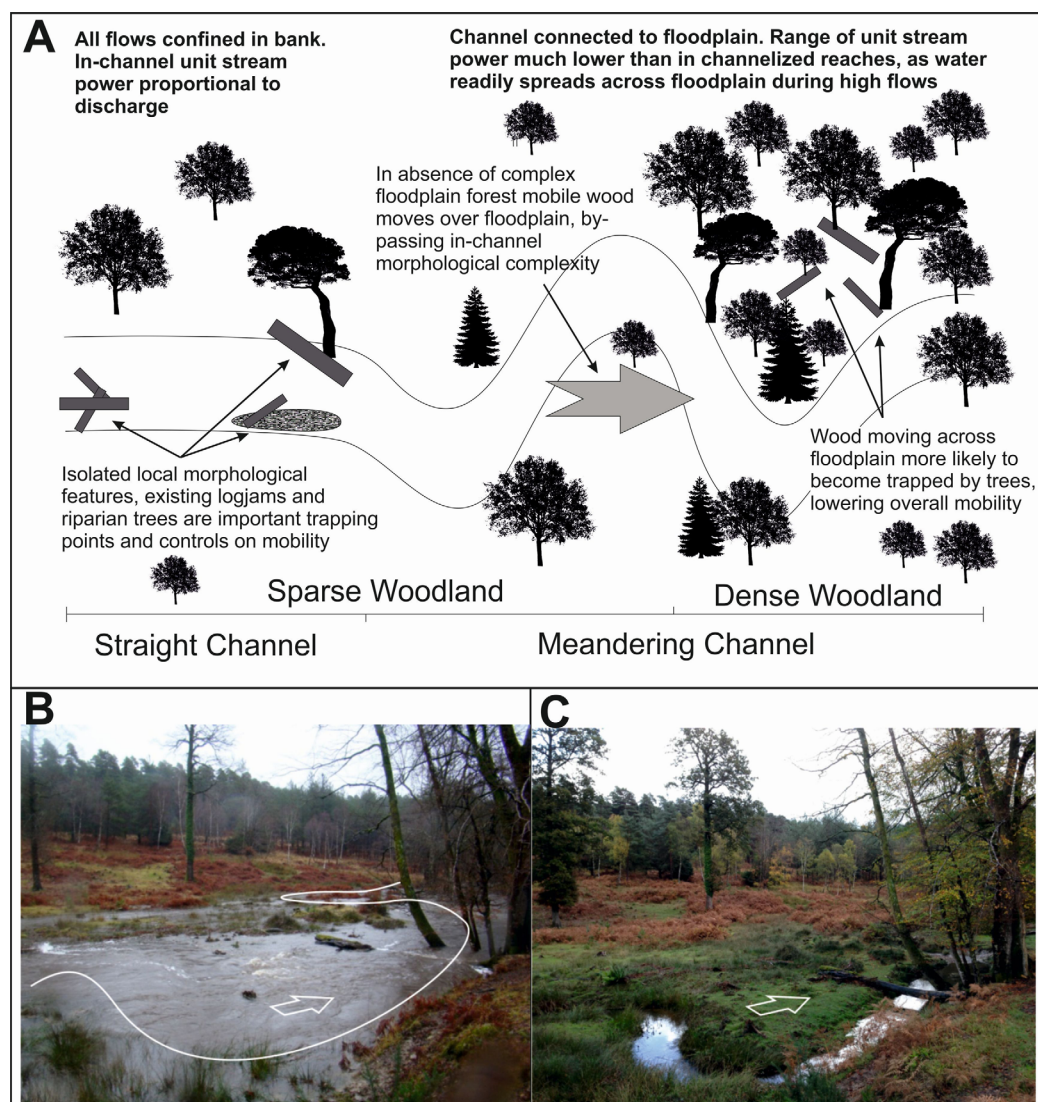 A
All flows confined in bank.
In-channel unit stream
power proportional to
discharge
Channel connected to floodplain. Range of unit stream
power much lower than in channelized reaches, as water
readily spreads across floodplain during high flows
In absence of complex
floodplain forest mobile wood
moves over floodplain, by-
passing in-channel
morphological complexity
Isolated local morphological
features, existing logjams and
riparian trees are important trapping
points and controls on mobility
Wood moving across
floodplain more likely to
become trapped by trees,
lowering overall mobility
Sparse Woodland
Dense Woodland
Straight Channel
Meandering Channel
B
C